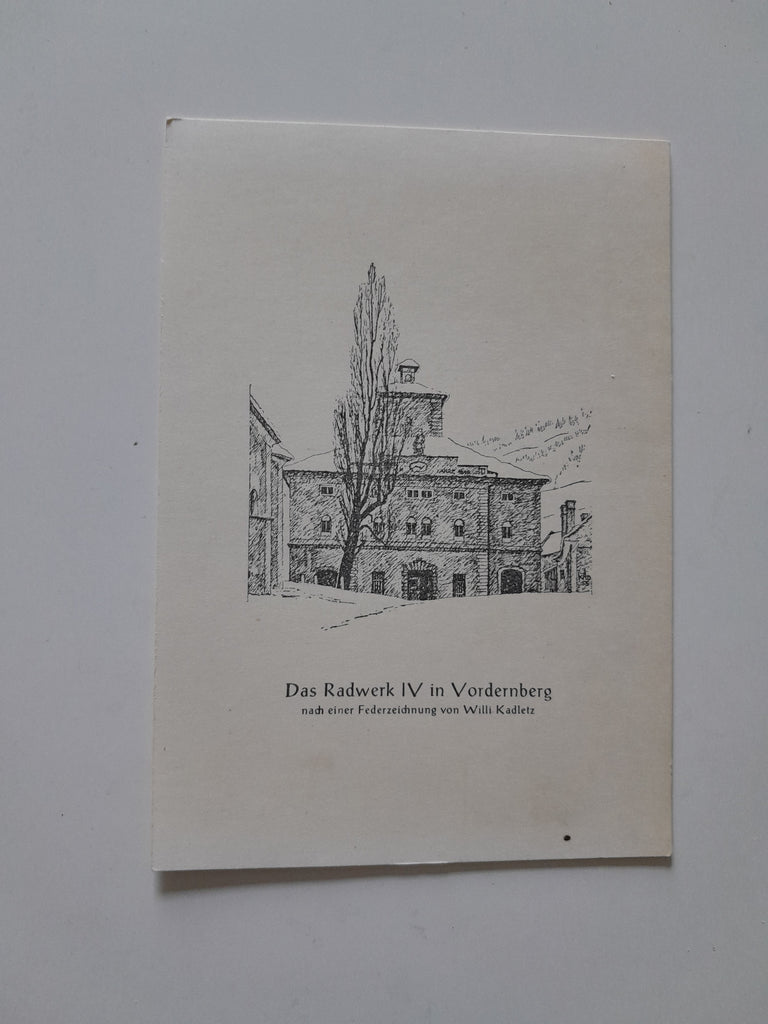 Das Radwerk IV in Vordernberg
nach einer Federzeichnung von Willi Kadletz